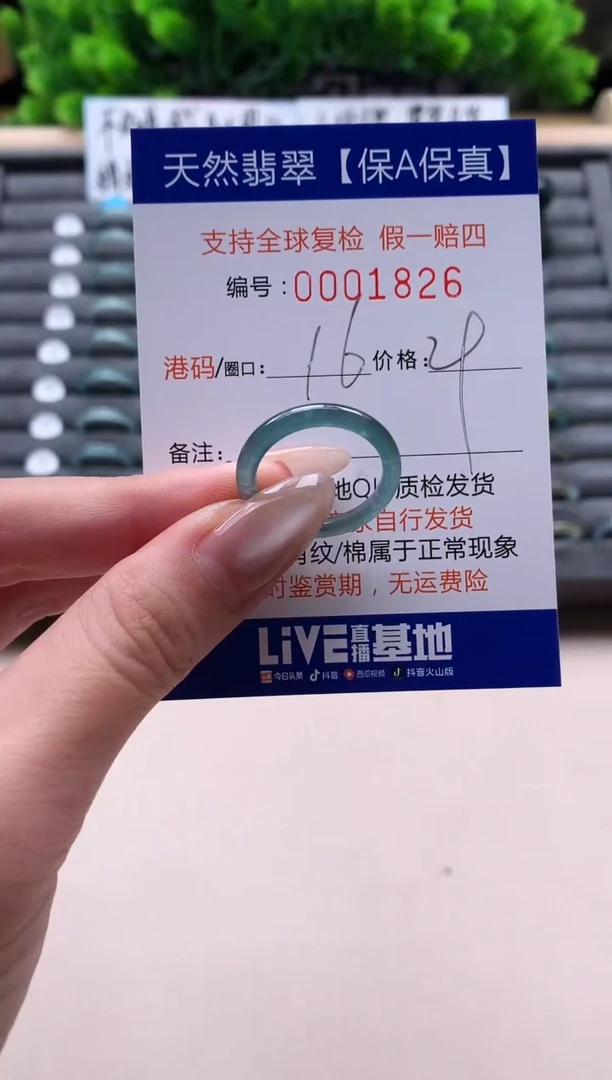 天然翡翠【保A保真】
支持全球复检 假一赔四
编号:0001826
港码/圈口: 16 价格:
备注:
地Q 质检发货
家自行发货
纹/棉属于正常现象
时鉴赏期,无运费险
LiVE直播基地
今日头条 抖音 西瓜视频 抖音火山版